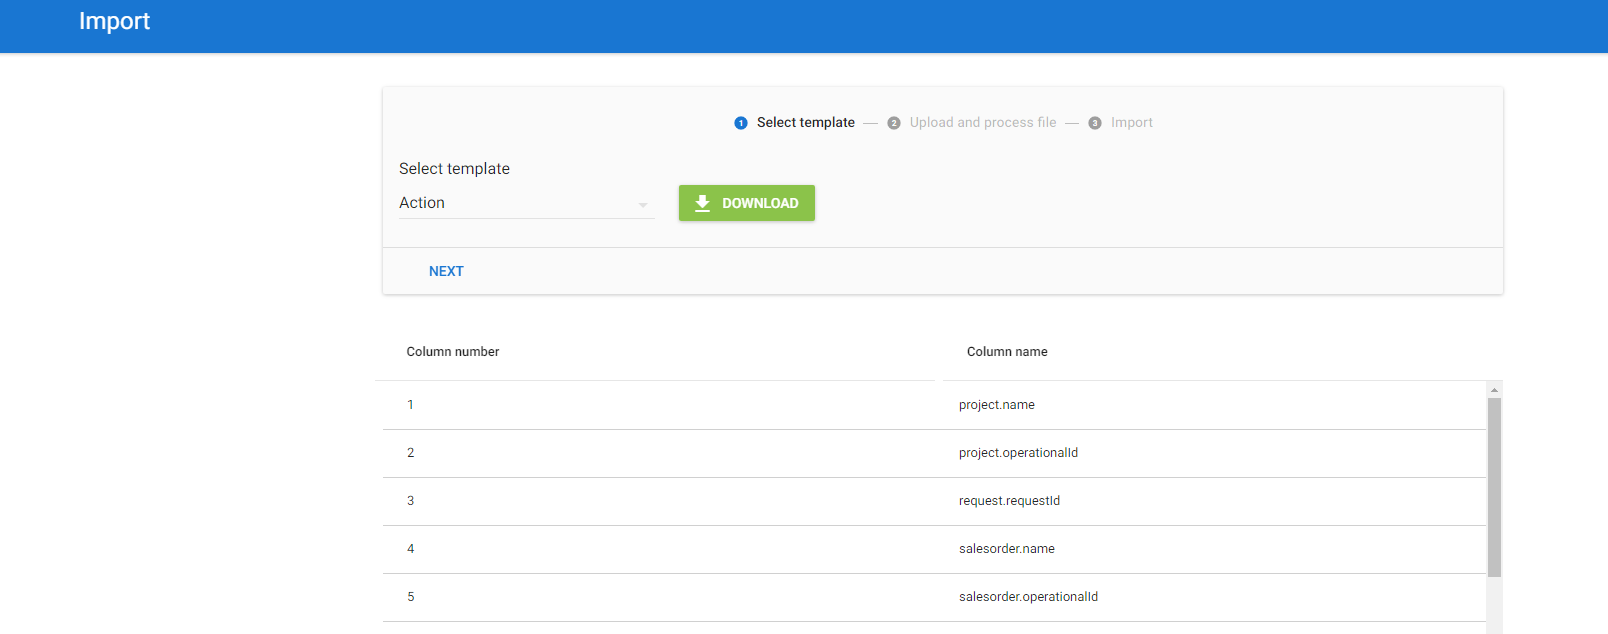 Import
1 Select template — 2 Upload and process file — 3 Import
Select template
Action
DOWNLOAD
NEXT
Column number Column name
1 project.name
2 project.operationalId
3 request.requestId
4 salesorder.name
5 salesorder.operationalId